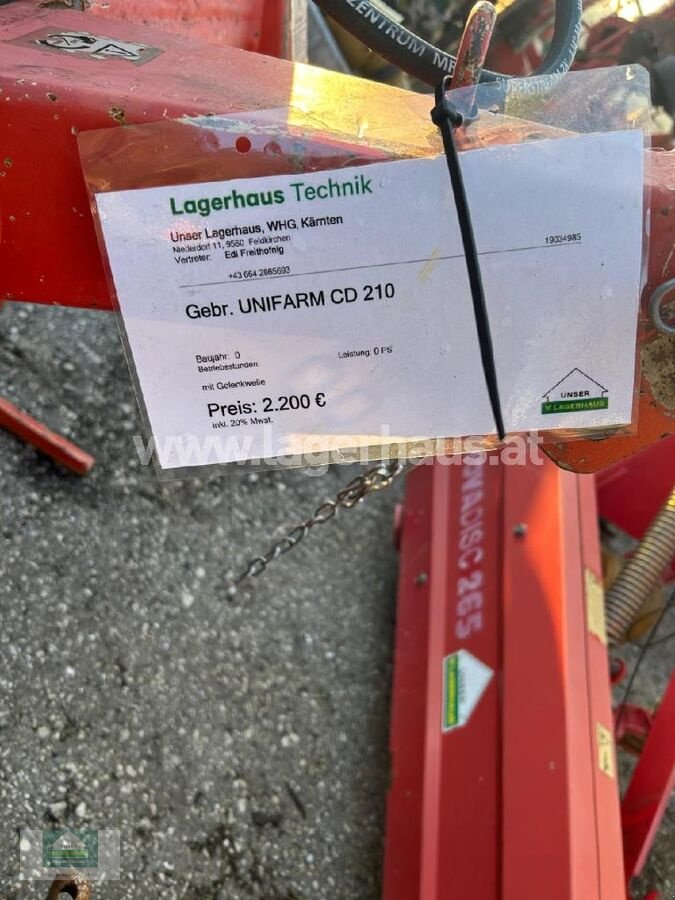 CENTRUM
Lagerhaus Technik
Unser Lagerhaus, WHG, Kärnten
Niederdorf 11, 9560 Feldkirchen
Vertreter: Edi Freithofnig
+43 664 2865693
19034985
Gebr. UNIFARM CD 210
Baujahr: 0
Leistung: 0 PS
Betriebsstunden:
mit Gelenkwelle
Preis: 2.200 €
inkl. 20% Mwst.
UNSER
LAGERHAUS
www.lagerhaus.at
VADISC 265